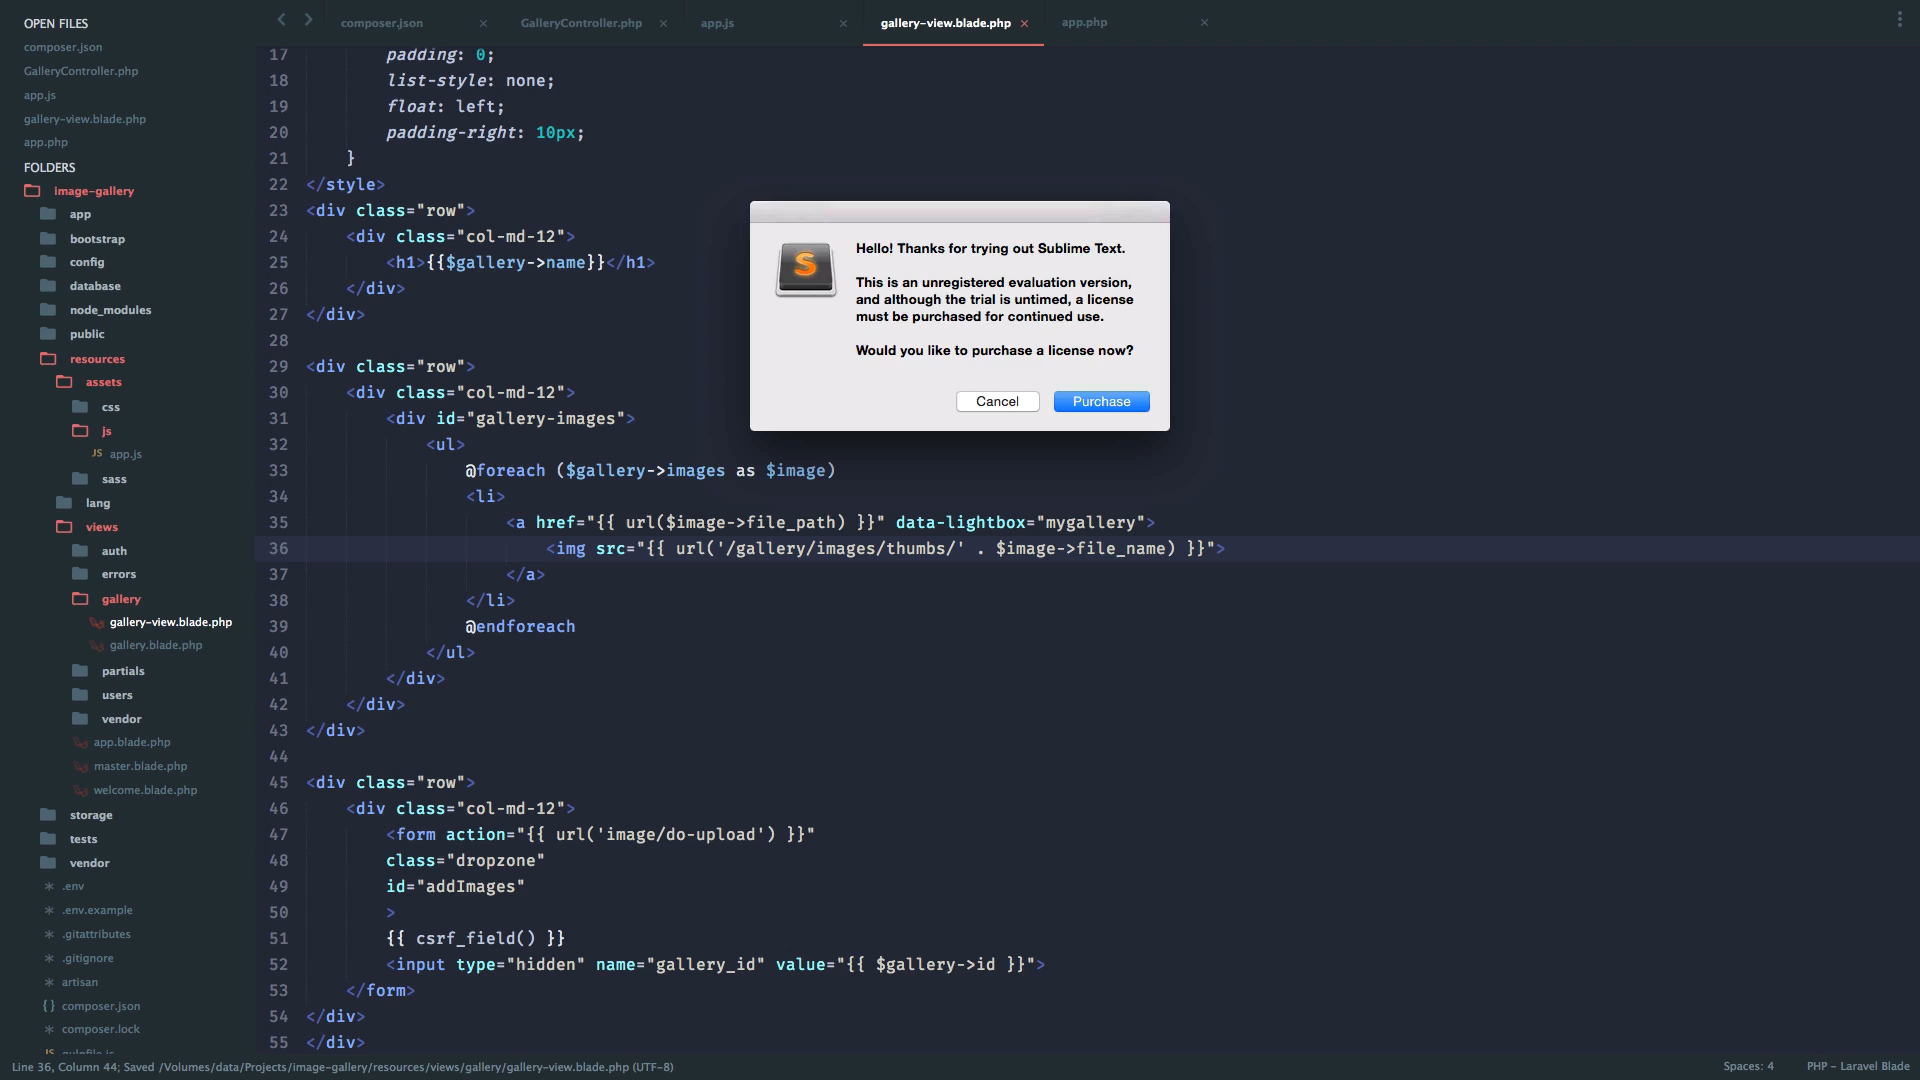 OPEN FILES
composer.json
GalleryController.php
app.js
gallery-view.blade.php
app.php
FOLDERS
image-gallery
app
bootstrap
config
database
node_modules
public
resources
assets
css
js
JS app.js
sass
lang
views
auth
errors
gallery
gallery-view.blade.php
gallery.blade.php
partials
users
vendor
app.blade.php
master.blade.php
welcome.blade.php
storage
tests
vendor
* .env
* .env.example
* .gitattributes
* .gitignore
* artisan
{} composer.json
* composer.lock
JS gulpfile.js
composer.json × GalleryController.php × app.js × gallery-view.blade.php × app.php ×
17 padding: 0;
18 list-style: none;
19 float: left;
20 padding-right: 10px;
21 }
22 </style>
23 <div class="row">
24 <div class="col-md-12">
25 <h1>{{$gallery->name}}</h1>
26 </div>
27 </div>
28
29 <div class="row">
30 <div class="col-md-12">
31 <div id="gallery-images">
32 <ul>
33 @foreach ($gallery->images as $image)
34 <li>
35 <a href="{{ url($image->file_path) }}" data-lightbox="mygallery">
36 <img src="{{ url('/gallery/images/thumbs/' . $image->file_name) }}">
37 </a>
38 </li>
39 @endforeach
40 </ul>
41 </div>
42 </div>
43 </div>
44
45 <div class="row">
46 <div class="col-md-12">
47 <form action="{{ url('image/do-upload') }}"
48 class="dropzone"
49 id="addImages"
50 >
51 {{ csrf_field() }}
52 <input type="hidden" name="gallery_id" value="{{ $gallery->id }}">
53 </form>
54 </div>
55 </div>
S
Hello! Thanks for trying out Sublime Text.
This is an unregistered evaluation version,
and although the trial is untimed, a license
must be purchased for continued use.
Would you like to purchase a license now?
Cancel Purchase
Line 36, Column 44; Saved /Volumes/data/Projects/image-gallery/resources/views/gallery/gallery-view.blade.php (UTF-8)
Spaces: 4 PHP – Laravel Blade